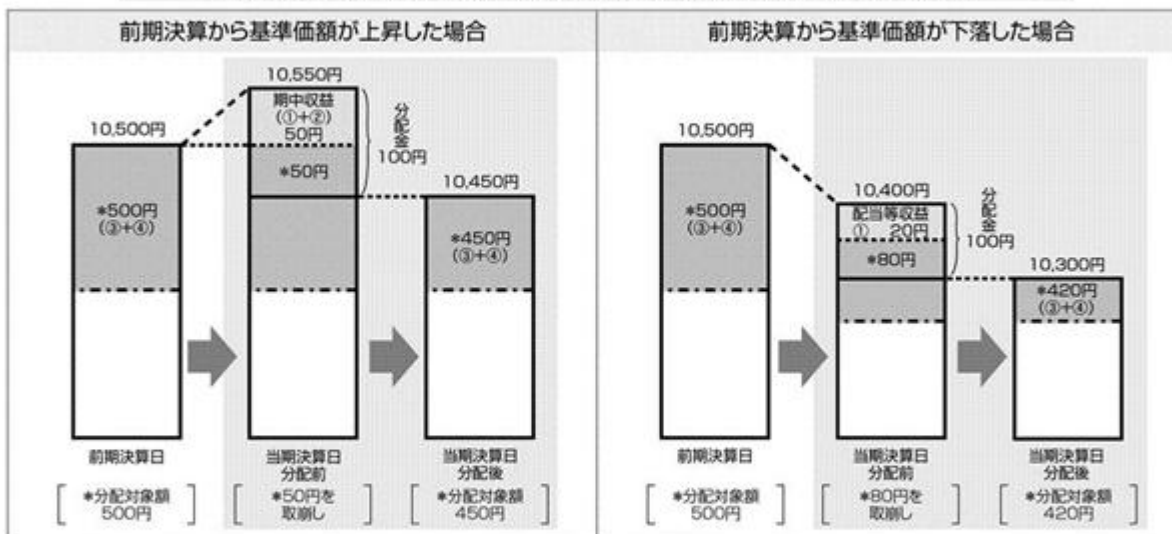 前期決算から基準価額が上昇した場合
10,550円
期中収益
(①+②)
50円
*50円
分配金
100円
10,500円
*500円
(③+④)
10,450円
*450円
(③+④)
前期決算日
当期決算日
分配前
当期決算日
分配後
*分配対象額
500円
*50円を
取崩し
*分配対象額
450円
前期決算から基準価額が下落した場合
10,500円
*500円
(③+④)
10,400円
配当等収益
① 20円
*80円
分配金
100円
10,300円
*420円
(③+④)
前期決算日
当期決算日
分配前
当期決算日
分配後
*分配対象額
500円
*80円を
取崩し
*分配対象額
420円